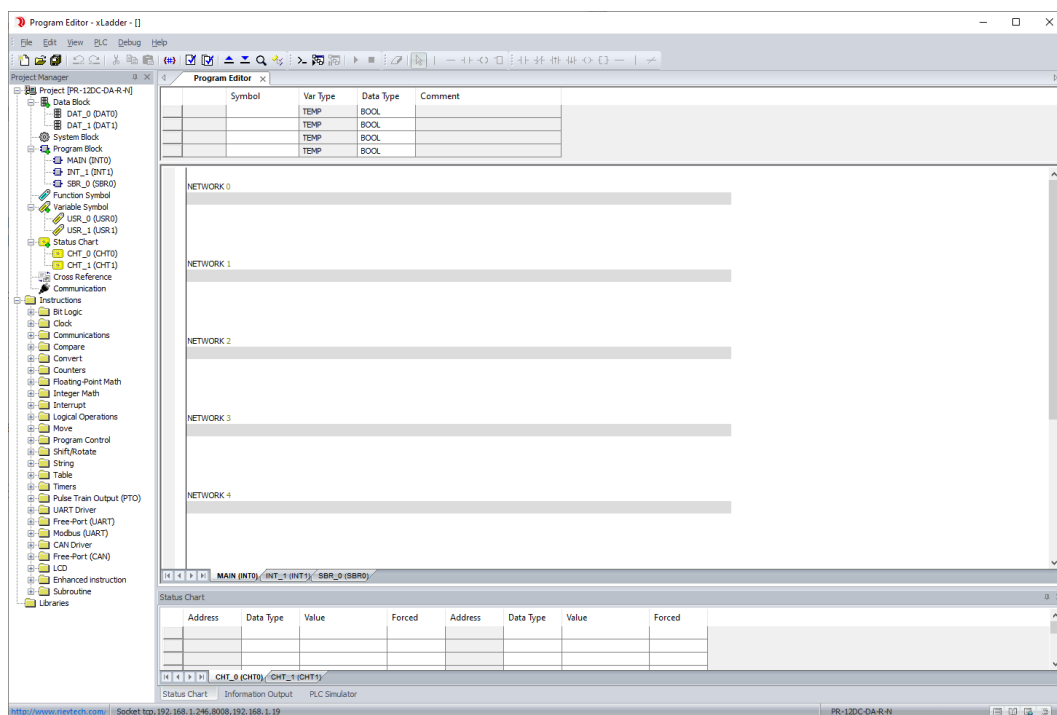 Program Editor - xLadder - []
File Edit View PLC Debug Help
Project Manager
Project [PR-12DC-DA-R-N]
Data Block
DAT_0 (DAT0)
DAT_1 (DAT1)
System Block
Program Block
MAIN (INT0)
INT_1 (INT1)
SBR_0 (SBR0)
Function Symbol
Variable Symbol
USR_0 (USR0)
USR_1 (USR1)
Status Chart
CHT_0 (CHT0)
CHT_1 (CHT1)
Cross Reference
Communication
Instructions
Bit Logic
Clock
Communications
Compare
Convert
Counters
Floating-Point Math
Integer Math
Interrupt
Logical Operations
Move
Program Control
Shift/Rotate
String
Table
Timers
Pulse Train Output (PTO)
UART Driver
Free-Port (UART)
Modbus (UART)
CAN Driver
Free-Port (CAN)
LCD
Enhanced instruction
Subroutine
Libraries
Program Editor
Symbol Var Type Data Type Comment
TEMP BOOL
TEMP BOOL
TEMP BOOL
TEMP BOOL
NETWORK 0
NETWORK 1
NETWORK 2
NETWORK 3
NETWORK 4
MAIN (INT0) INT_1 (INT1) SBR_0 (SBR0)
Status Chart
Address Data Type Value Forced Address Data Type Value Forced
CHT_0 (CHT0) CHT_1 (CHT1)
Status Chart Information Output PLC Simulator
http://www.rievtech.com/ Socket tcp,192.168.1.246,8008,192.168.1.19 PR-12DC-DA-R-N